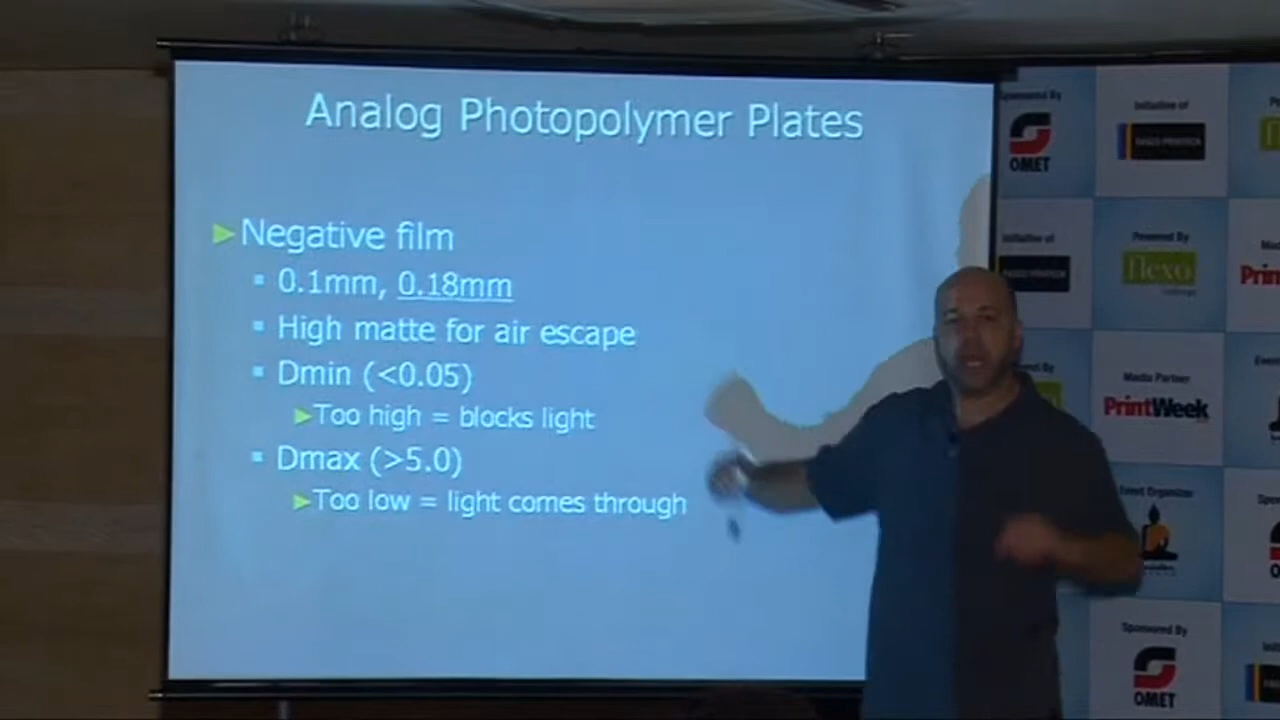 Analog Photopolymer Plates
►Negative film
▪ 0.1mm, 0.18mm
▪ High matte for air escape
▪ Dmin (<0.05)
►Too high = blocks light
▪ Dmax (>5.0)
►Too low = light comes through
Sponsored By
OMET
Initiative of
Initiative of
Powered By
flexo
Media Partner
PrintWeek
Event Organizer
Sponsored By
OMET